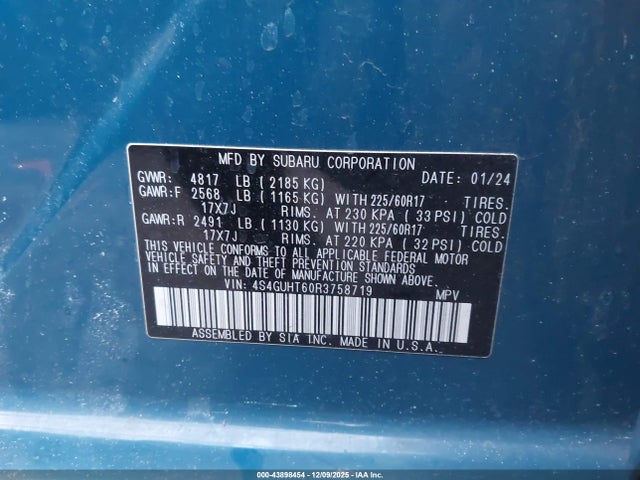 MFD BY SUBARU CORPORATION DATE: 01/24
GVWR: 4817 LB ( 2185 KG)
GAWR:F 2568 LB ( 1165 KG) WITH 225/60R17 TIRES.
17X7J RIMS. AT 230 KPA ( 33 PSI) COLD
GAWR:R 2491 LB ( 1130 KG) WITH 225/60R17 TIRES.
17X7J RIMS. AT 220 KPA ( 32 PSI) COLD
THIS VEHICLE CONFORMS TO ALL APPLICABLE FEDERAL MOTOR
VEHICLE SAFETY, BUMPER, AND THEFT PREVENTION STANDARDS
IN EFFECT ON THE DATE OF MANUFACTURE SHOWN ABOVE.
VIN: 4S4GUHT60R3758719 MPV
ASSEMBLED BY SIA INC. MADE IN U.S.A.
000-43898454 - 12/09/2025 - IAA Inc.